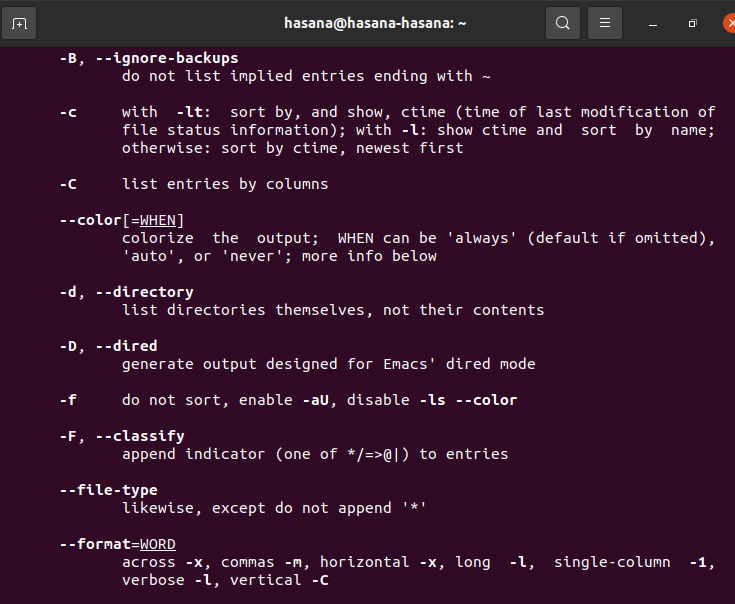 hasana@hasana-hasana: ~
-B, --ignore-backups
do not list implied entries ending with ~
-c with -lt: sort by, and show, ctime (time of last modification of
file status information); with -l: show ctime and sort by name;
otherwise: sort by ctime, newest first
-C list entries by columns
--color[=WHEN]
colorize the output; WHEN can be 'always' (default if omitted),
'auto', or 'never'; more info below
-d, --directory
list directories themselves, not their contents
-D, --dired
generate output designed for Emacs' dired mode
-f do not sort, enable -aU, disable -ls --color
-F, --classify
append indicator (one of */=>@|) to entries
--file-type
likewise, except do not append '*'
--format=WORD
across -x, commas -m, horizontal -x, long -l, single-column -1,
verbose -l, vertical -C